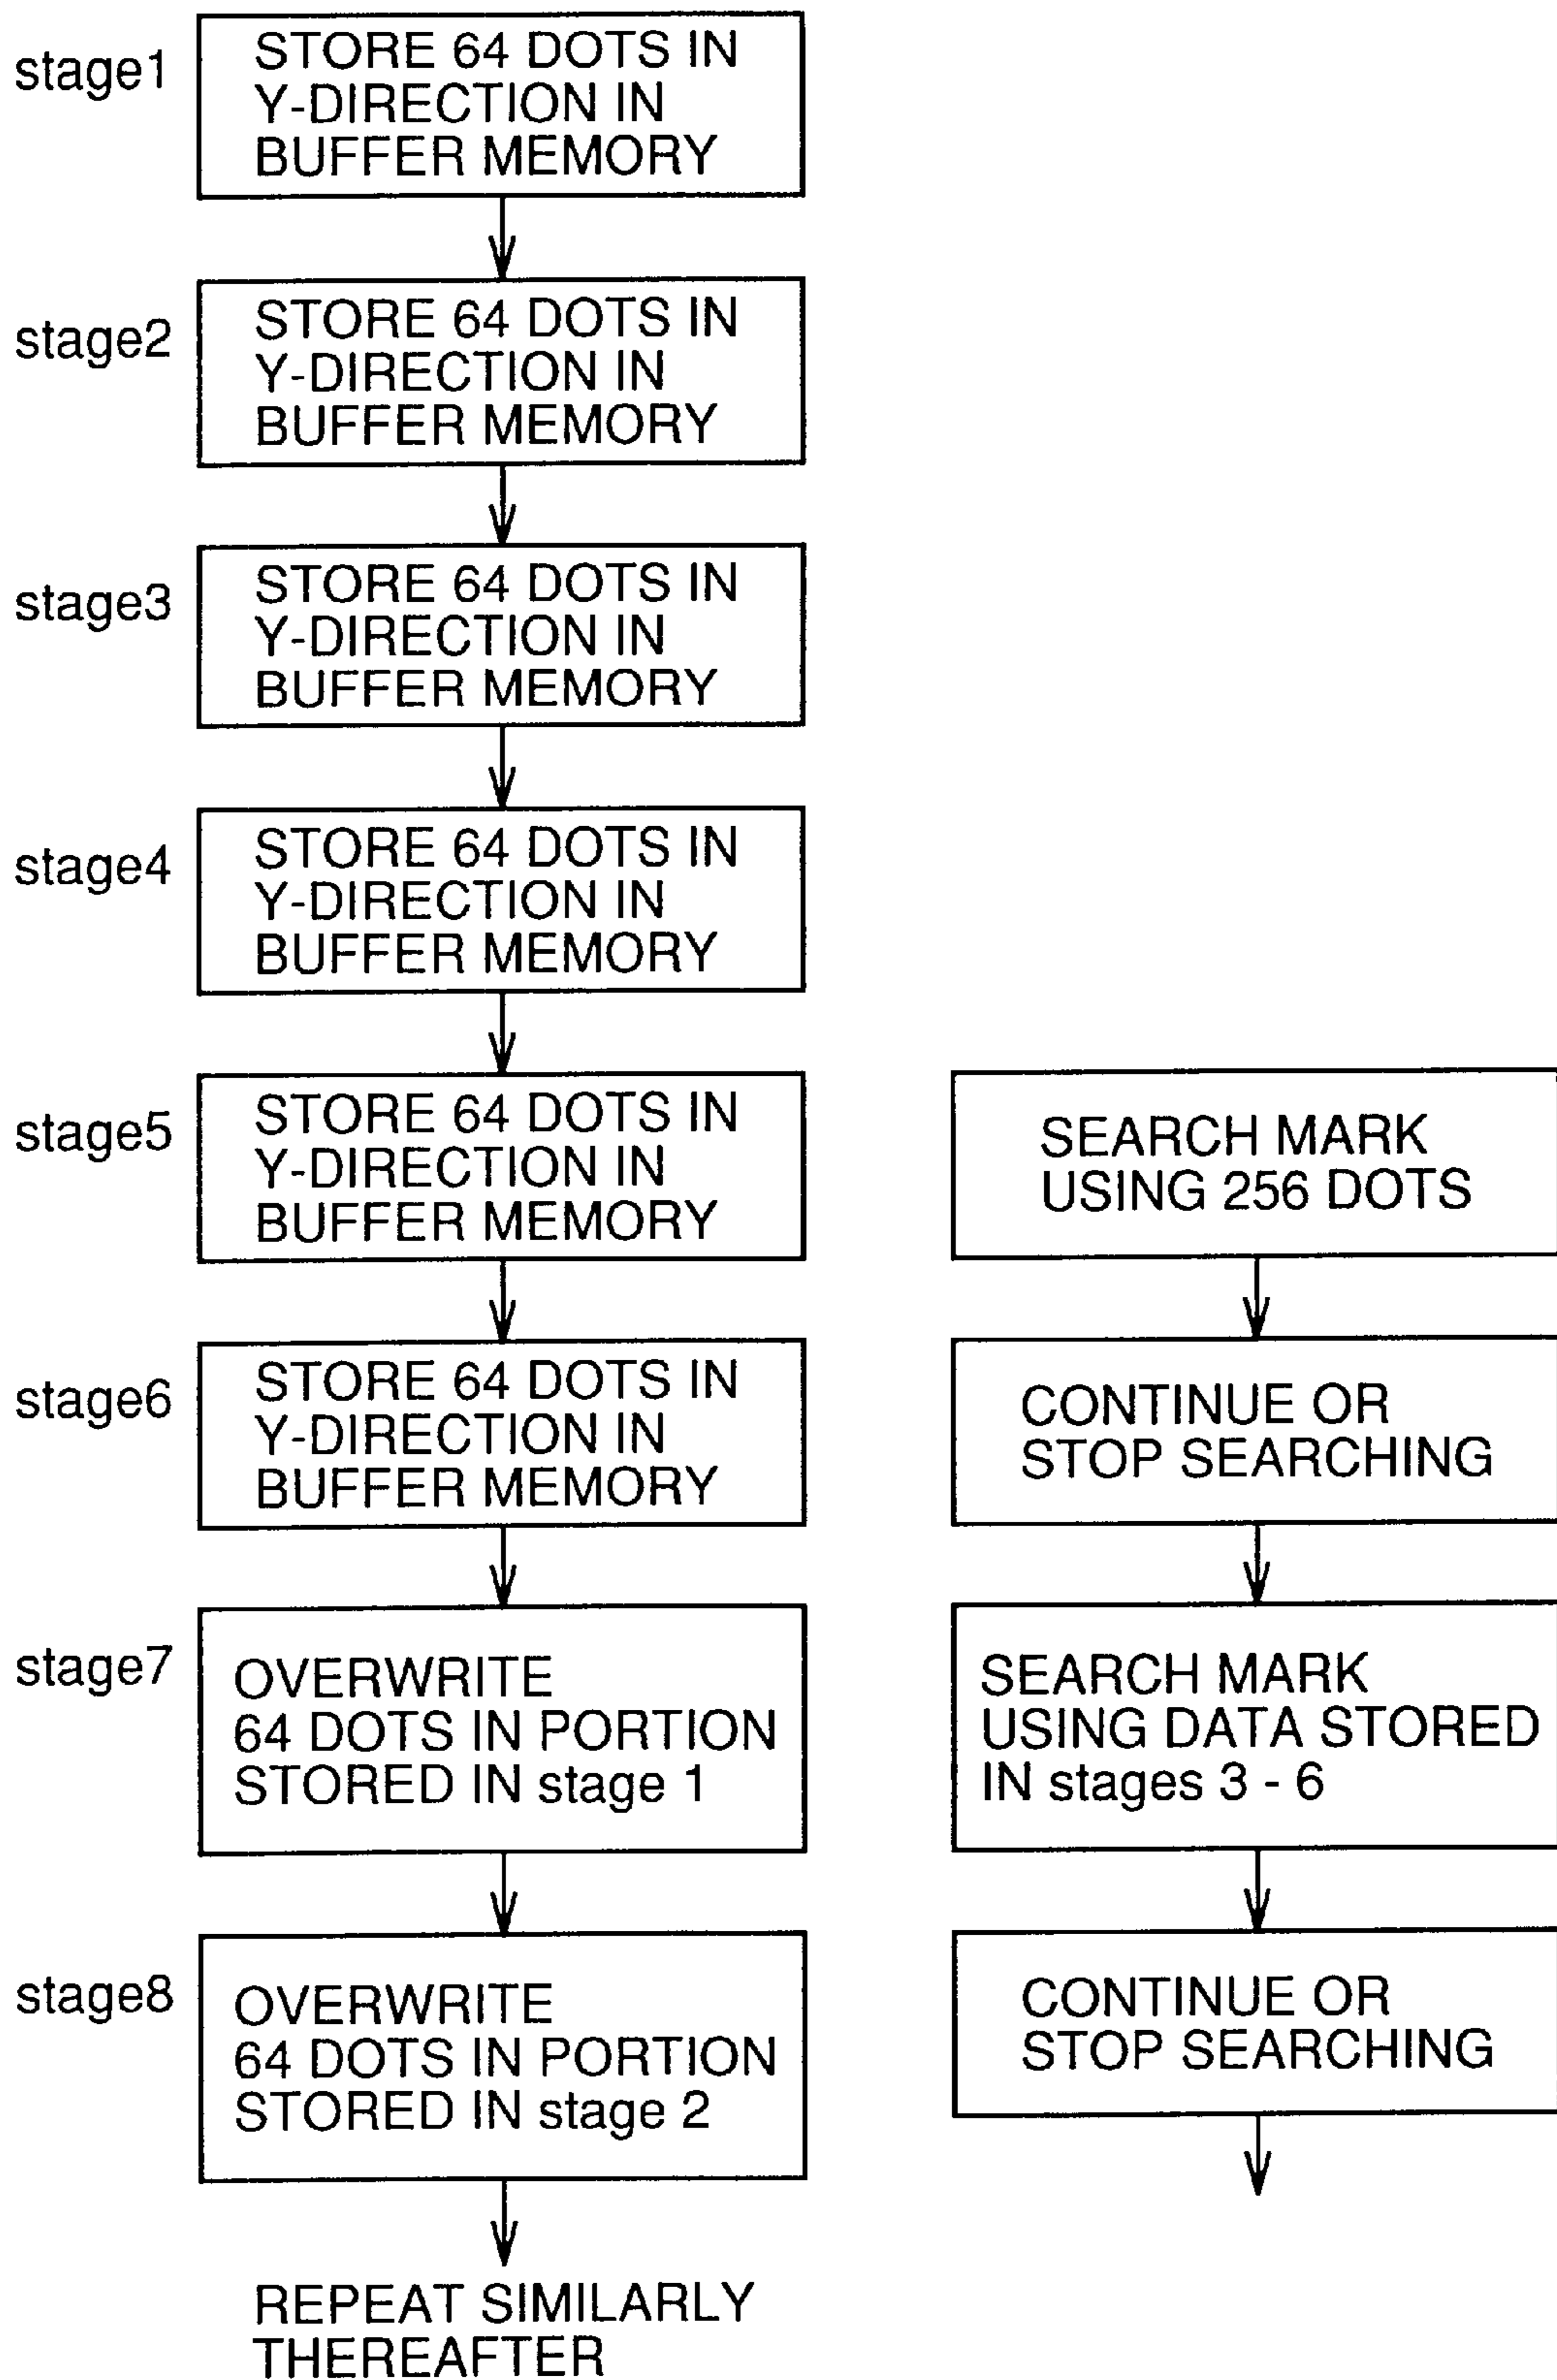 stage1
STORE 64 DOTS IN
Y-DIRECTION IN
BUFFER MEMORY
stage2
STORE 64 DOTS IN
Y-DIRECTION IN
BUFFER MEMORY
stage3
STORE 64 DOTS IN
Y-DIRECTION IN
BUFFER MEMORY
stage4
STORE 64 DOTS IN
Y-DIRECTION IN
BUFFER MEMORY
stage5
STORE 64 DOTS IN
Y-DIRECTION IN
BUFFER MEMORY
SEARCH MARK
USING 256 DOTS
stage6
STORE 64 DOTS IN
Y-DIRECTION IN
BUFFER MEMORY
CONTINUE OR
STOP SEARCHING
stage7
OVERWRITE
64 DOTS IN PORTION
STORED IN stage 1
SEARCH MARK
USING DATA STORED
IN stages 3 - 6
stage8
OVERWRITE
64 DOTS IN PORTION
STORED IN stage 2
CONTINUE OR
STOP SEARCHING
REPEAT SIMILARLY
THEREAFTER